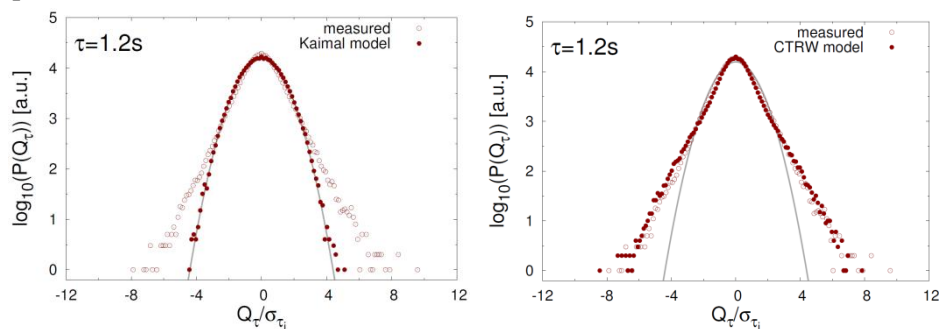 τ=1.2s
measured
Kaimal model
log10(P(Qτ)) [a.u.]
5
4
3
2
1
0
-12 -8 -4 0 4 8 12
Qτ/στi
τ=1.2s
measured
CTRW model
log10(P(Qτ)) [a.u.]
5
4
3
2
1
0
-12 -8 -4 0 4 8 12
Qτ/στi